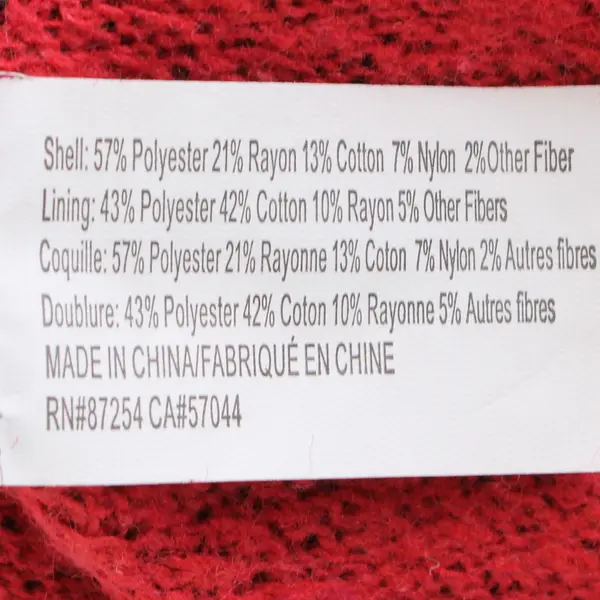 Shell: 57% Polyester 21% Rayon 13% Cotton 7% Nylon 2%Other Fiber
Lining: 43% Polyester 42% Cotton 10% Rayon 5% Other Fibers
Coquille: 57% Polyester 21% Rayonne 13% Coton 7% Nylon 2% Autres fibres
Doublure: 43% Polyester 42% Coton 10% Rayonne 5% Autres fibres
MADE IN CHINA/FABRIQUÉ EN CHINE
RN#87254 CA#57044